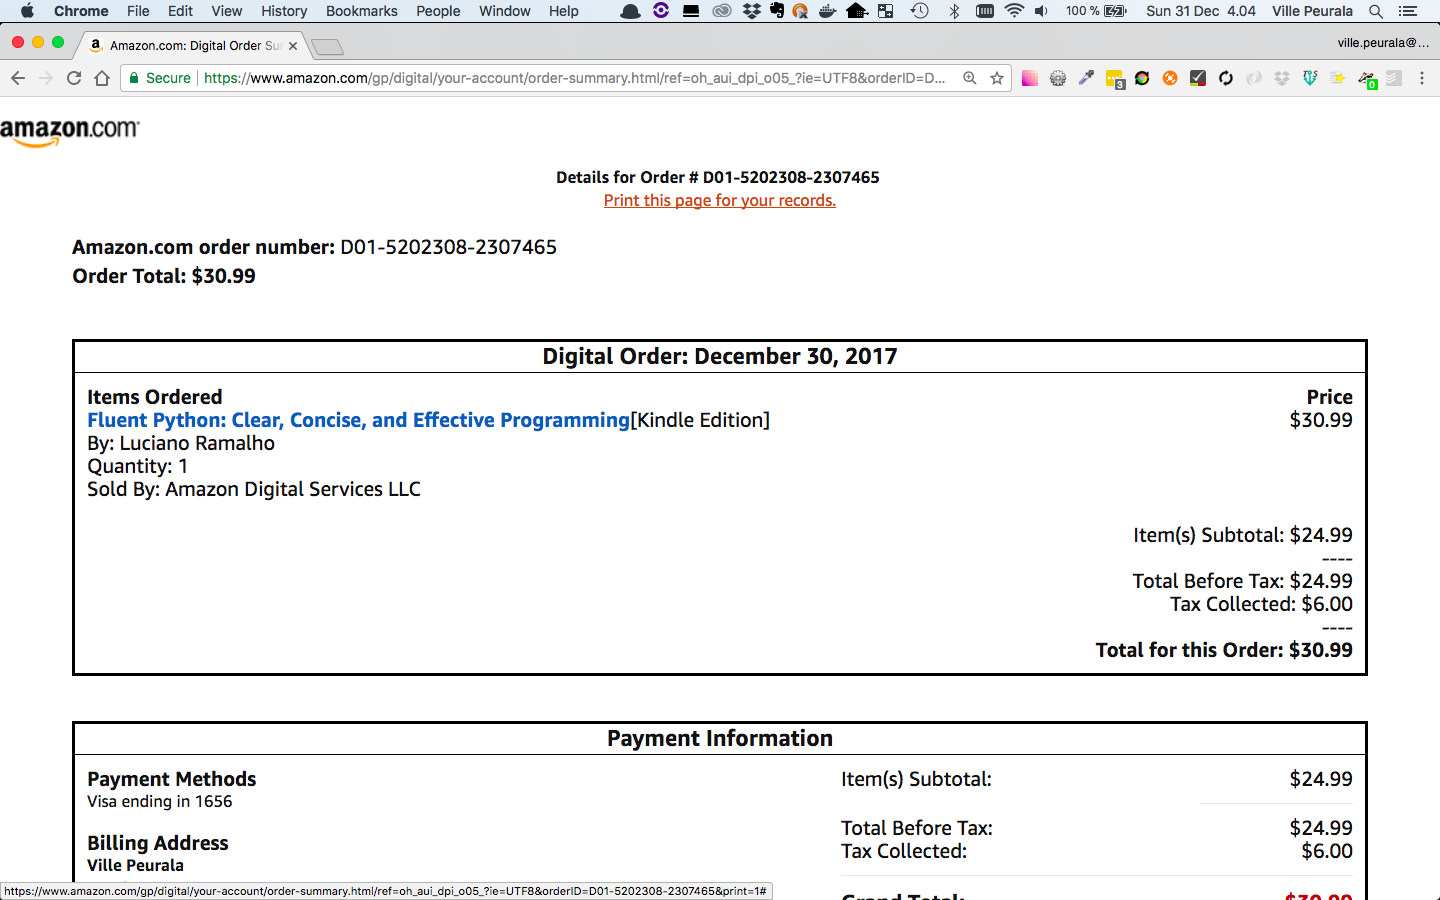 Chrome File Edit View History Bookmarks People Window Help 100 % Sun 31 Dec 4.04 Ville Peurala
Amazon.com: Digital Order Su
ville.peurala@...
Secure https://www.amazon.com/gp/digital/your-account/order-summary.html/ref=oh_aui_dpi_o05_?ie=UTF8&orderID=D...
amazon.com
Details for Order # D01-5202308-2307465
Print this page for your records.
Amazon.com order number: D01-5202308-2307465
Order Total: $30.99
Digital Order: December 30, 2017
Items Ordered Price
Fluent Python: Clear, Concise, and Effective Programming[Kindle Edition] $30.99
By: Luciano Ramalho
Quantity: 1
Sold By: Amazon Digital Services LLC
Item(s) Subtotal: $24.99
----
Total Before Tax: $24.99
Tax Collected: $6.00
----
Total for this Order: $30.99
Payment Information
Payment Methods
Visa ending in 1656
Billing Address
Ville Peurala
Item(s) Subtotal: $24.99
Total Before Tax: $24.99
Tax Collected: $6.00
Grand Total: $30.99
https://www.amazon.com/gp/digital/your-account/order-summary.html/ref=oh_aui_dpi_o05_?ie=UTF8&orderID=D01-5202308-2307465&print=1#